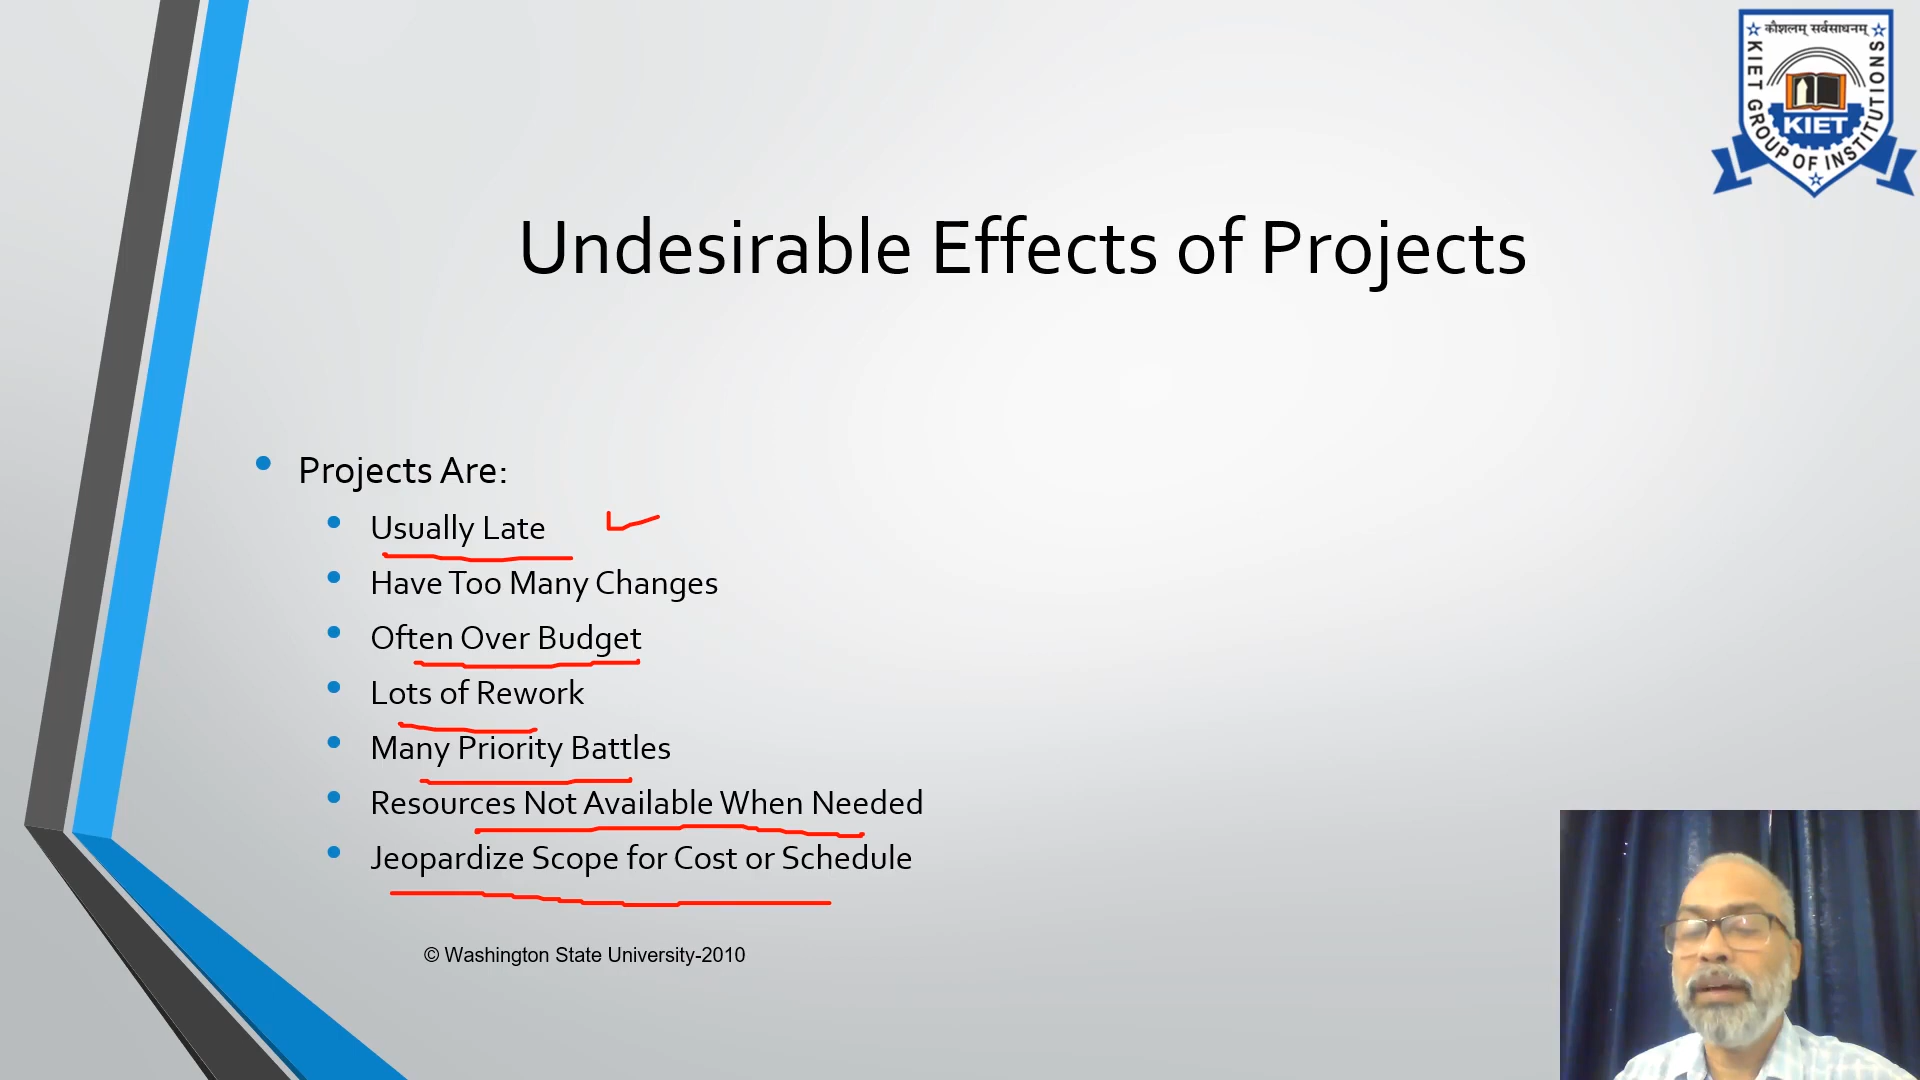 कौशलम् सर्वसाधनम्
KIET GROUP OF INSTITUTIONS
KIET
Undesirable Effects of Projects
Projects Are:
Usually Late
Have Too Many Changes
Often Over Budget
Lots of Rework
Many Priority Battles
Resources Not Available When Needed
Jeopardize Scope for Cost or Schedule
© Washington State University-2010